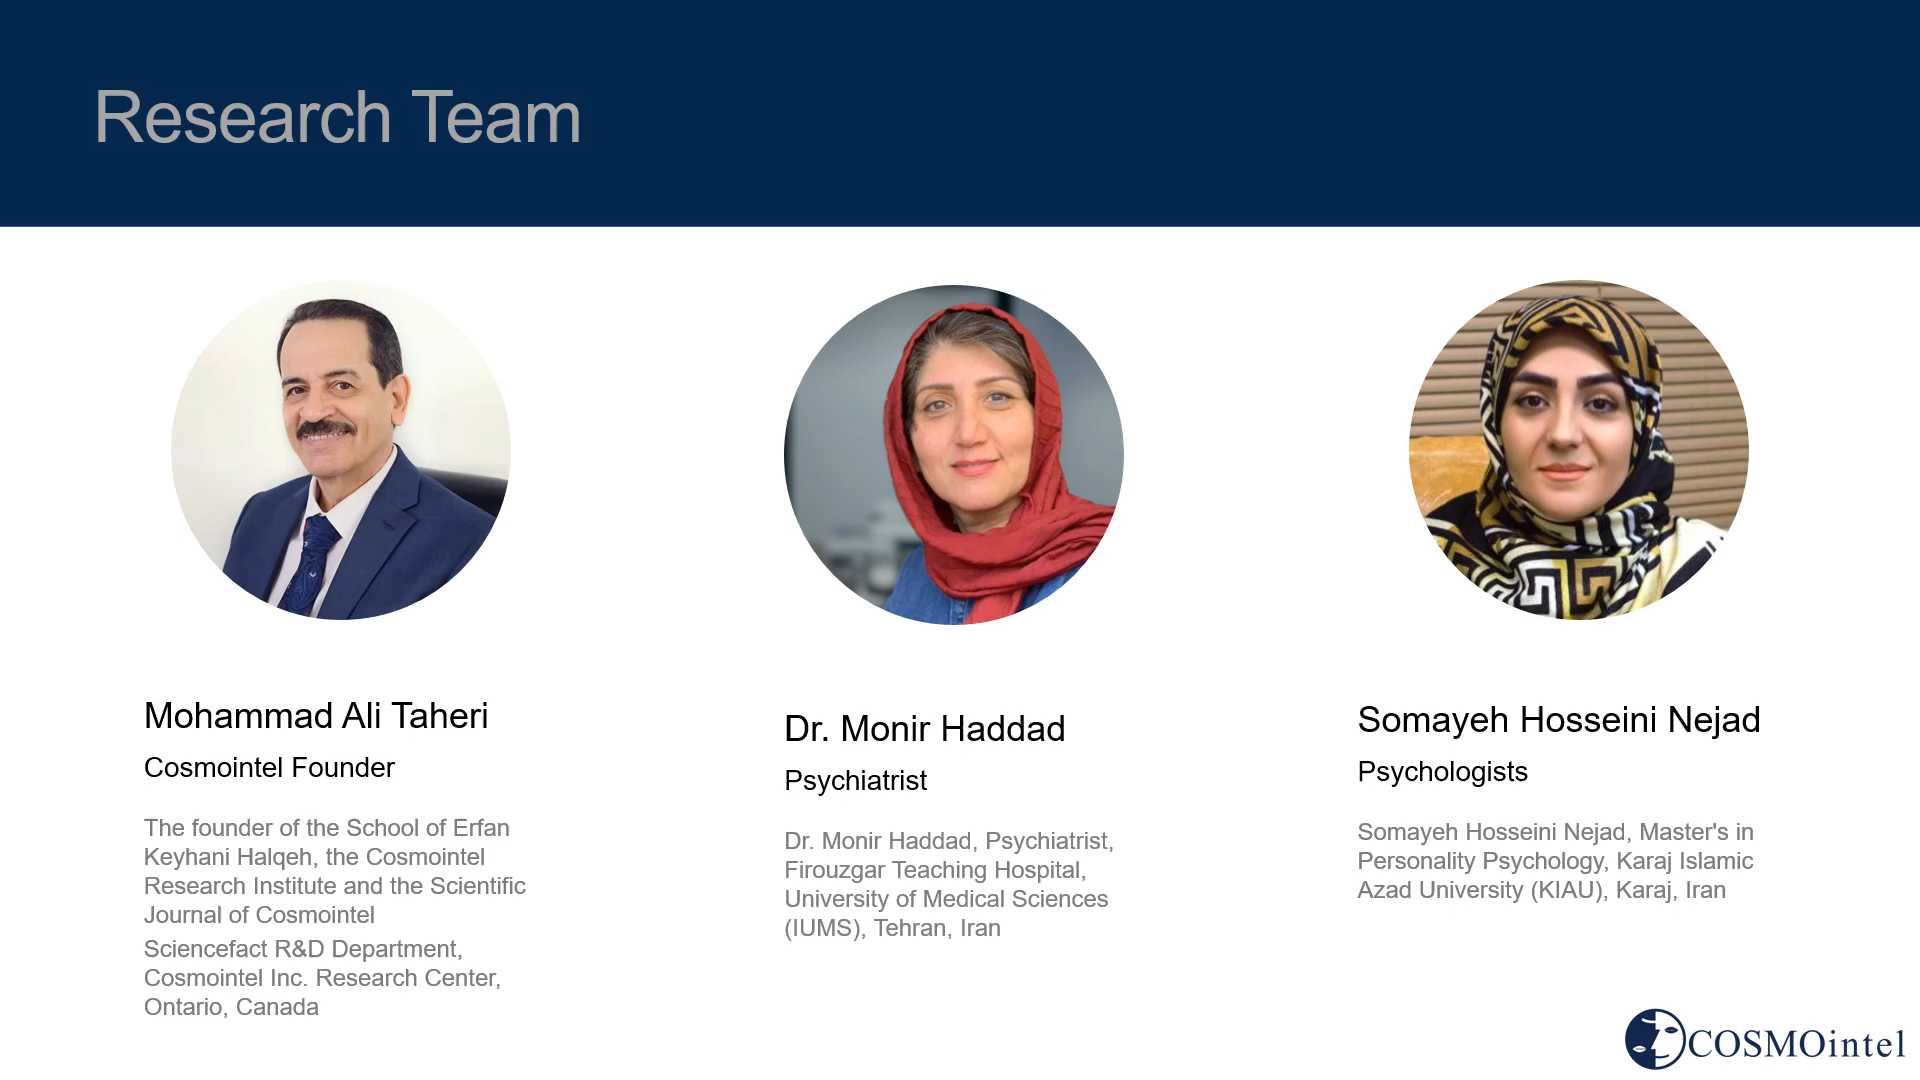 Research Team
Mohammad Ali Taheri
Cosmointel Founder
The founder of the School of Erfan
Keyhani Halqeh, the Cosmointel
Research Institute and the Scientific
Journal of Cosmointel
Sciencefact R&D Department,
Cosmointel Inc. Research Center,
Ontario, Canada
Dr. Monir Haddad
Psychiatrist
Dr. Monir Haddad, Psychiatrist,
Firouzgar Teaching Hospital,
University of Medical Sciences
(IUMS), Tehran, Iran
Somayeh Hosseini Nejad
Psychologists
Somayeh Hosseini Nejad, Master's in
Personality Psychology, Karaj Islamic
Azad University (KIAU), Karaj, Iran
COSMOintel